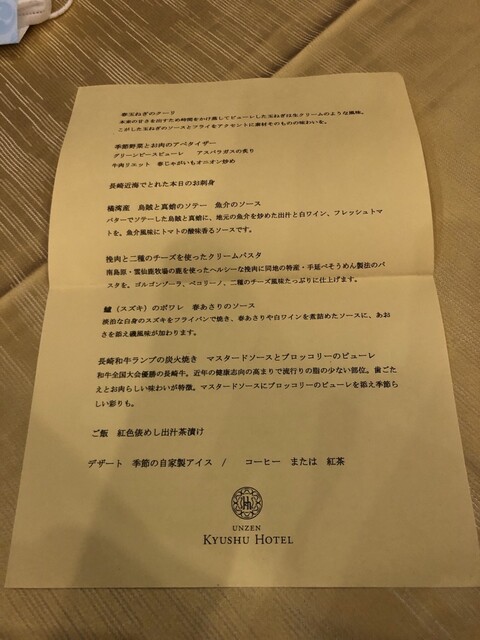 春玉ねぎのクード
本来の甘さを出すため時間をかけ蒸してピューレした玉ねぎは生クリームのような風味。
こがした玉ねぎのソースとフライをアクセントに素材そのものの味わいを。
季節野菜とお肉のアペタイザー
グリーンピースピューレ　アスパラガスの炙り
牛肉リエット　春じゃがいもオニオン炒め
長崎近海でとれた本日のお刺身
橘湾産　烏賊と真蛸のソテー　魚介のソース
バターでソテーした烏賊と真蛸に、地元の魚介を炒めた出汁と白ワイン、フレッシュトマ
トを。魚介風味にトマトの酸味香るソースです。
挽肉と二種のチーズを使ったクリームパスタ
南島原・雲仙鹿牧場の鹿を使ったヘルシーな挽肉に同地の特産・手延べそうめん製法のパ
スタを。ゴルゴンゾーラ、ペコリーノ、二種のチーズ風味たっぷりに仕上げます。
鱸（スズキ）のポワレ　春あさりのソース
淡泊な白身のスズキをフライパンで焼き、春あさりや白ワインを煮詰めたソースに、あお
さを添え磯風味が加わります。
長崎和牛ランプの炭火焼き　マスタードソースとブロッコリーのピューレ
和牛全国大会優勝の長崎牛。近年の健康志向の高まりで流行りの脂の少ない部位。歯ごた
えとお肉らしい味わいが特徴。マスタードソースにブロッコリーのピューレを添え季節ら
しい彩りも。
ご飯　紅色俵めし出汁茶漬け
デザート　季節の自家製アイス　/　コーヒー　または　紅茶
UNZEN
KYUSHU HOTEL